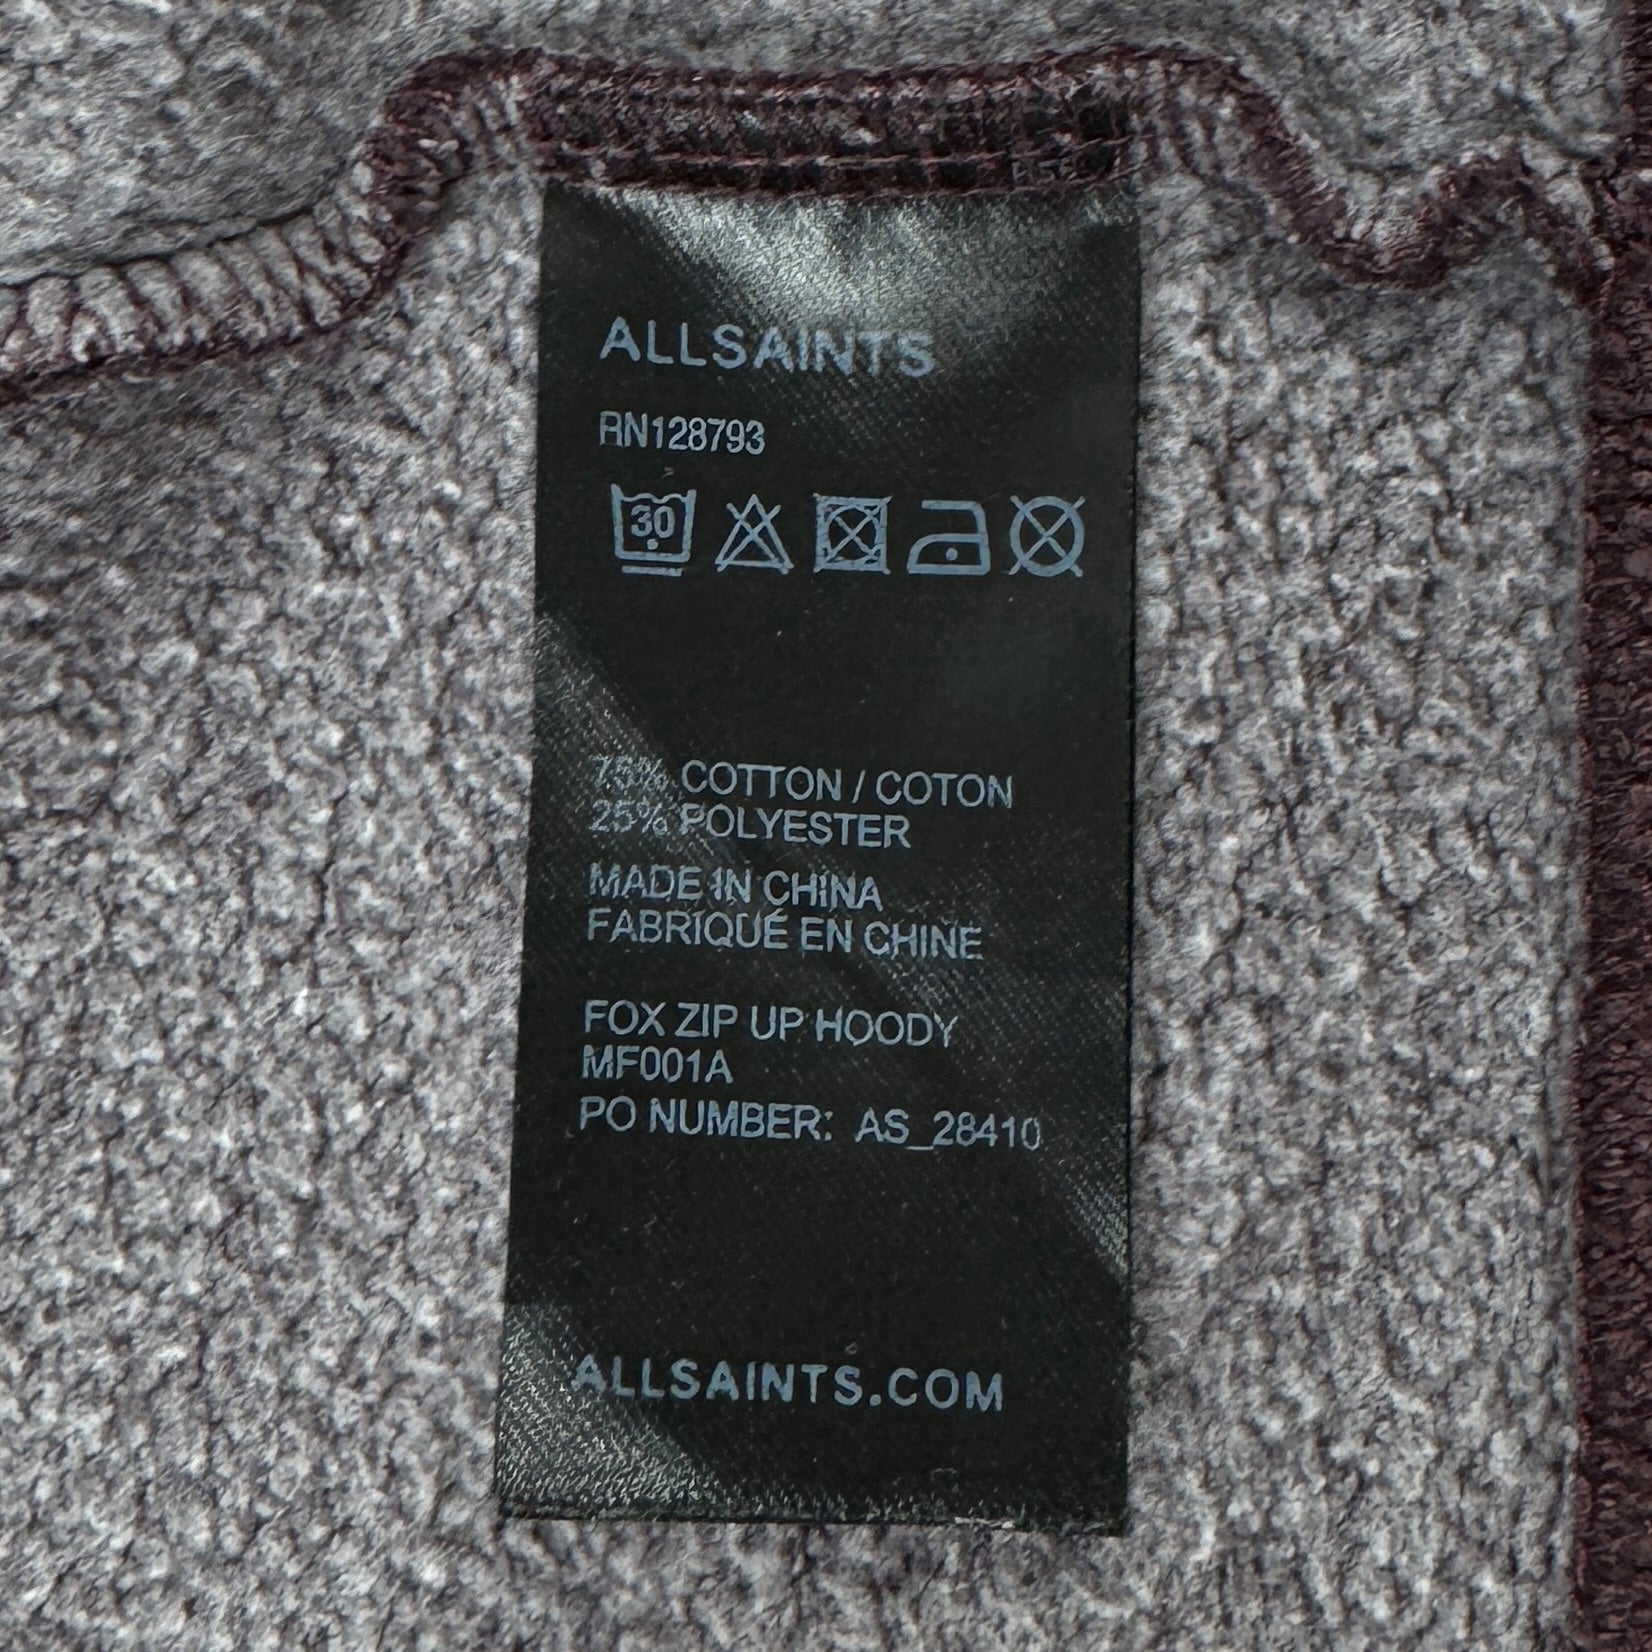 ALLSAINTS
RN128793
30
75% COTTON / COTON
25% POLYESTER
MADE IN CHINA
FABRIQUÉ EN CHINE
FOX ZIP UP HOODY
MF001A
PO NUMBER: AS_28410
ALLSAINTS.COM